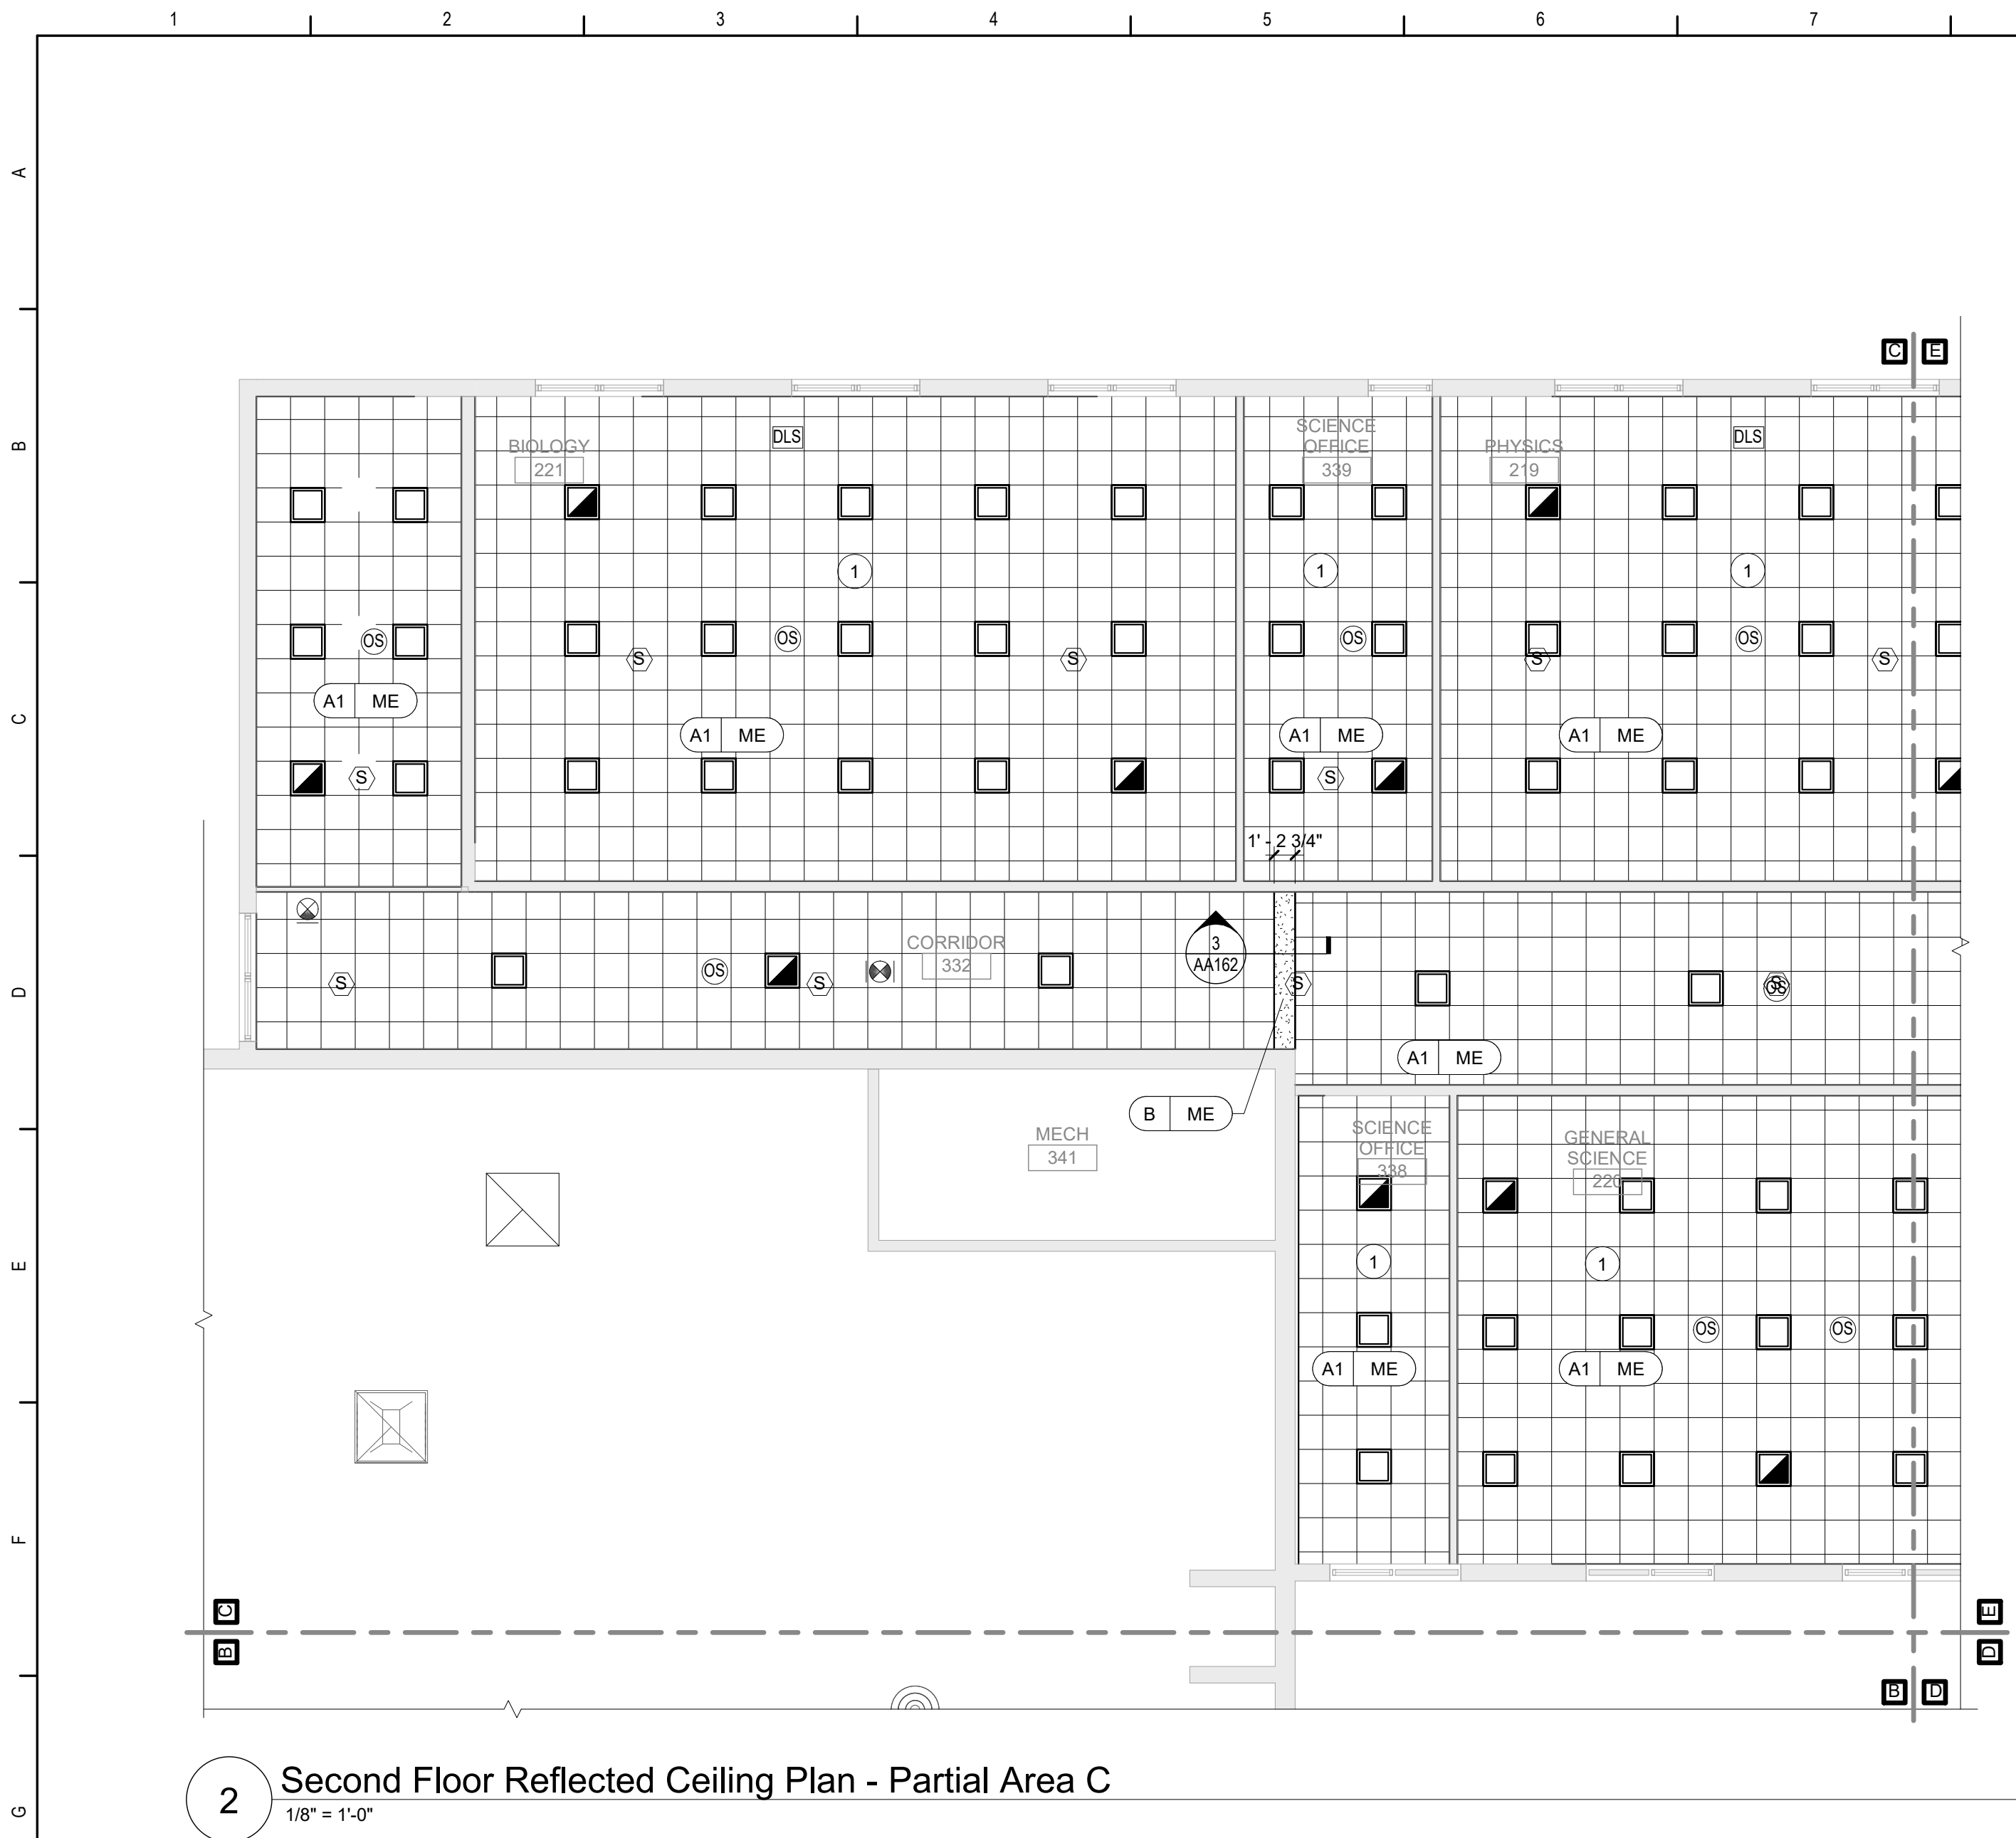 1 2 3 4 5 6 7
A
C E
B
BIOLOGY
221
DLS
SCIENCE
OFFICE
339
PHYSICS
219
DLS
1 1 1
OS OS OS OS
S S S S
C
A1 ME
A1 ME A1 ME A1 ME
S S
1' - 2 3/4"
CORRIDOR
332
3
AA162
D
S OS S S S
OS
A1 ME
B ME
MECH
341
SCIENCE
OFFICE
338
GENERAL
SCIENCE
220
E
1 1
OS OS
A1 ME A1 ME
F
C E
B D
B D
2 Second Floor Reflected Ceiling Plan - Partial Area C
1/8" = 1'-0"
G